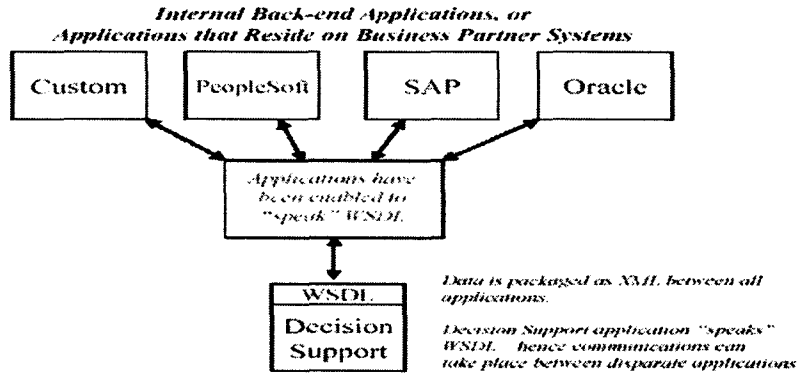 Internal Back-end Applications, or
Applications that Reside on Business Partner Systems
Custom
PeopleSoft
SAP
Oracle
Applications have
been enabled to
“speak” WSDL
WSDL
Decision
Support
Data is packaged as XML between all
applications.
Decision Support application “speaks”
WSDL hence communications can
take place between disparate applications